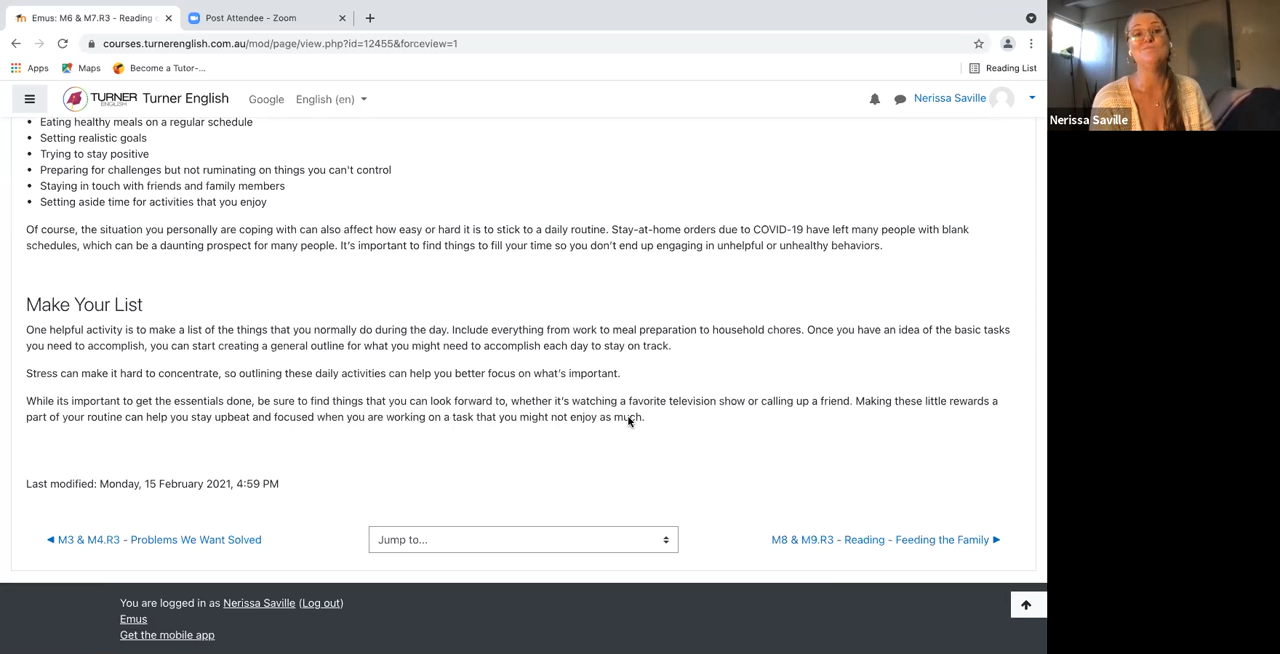 Emus: M6 & M7.R3 - Reading
Post Attendee - Zoom
courses.turnerenglish.com.au/mod/page/view.php?id=12455&forceview=1
Apps
Maps
Become a Tutor-...
Reading List
TURNER
ENGLISH
Turner English
Google
English (en)
Nerissa Saville
Nerissa Saville
• Eating healthy meals on a regular schedule
• Setting realistic goals
• Trying to stay positive
• Preparing for challenges but not ruminating on things you can't control
• Staying in touch with friends and family members
• Setting aside time for activities that you enjoy
Of course, the situation you personally are coping with can also affect how easy or hard it is to stick to a daily routine. Stay-at-home orders due to COVID-19 have left many people with blank
schedules, which can be a daunting prospect for many people. It's important to find things to fill your time so you don't end up engaging in unhelpful or unhealthy behaviors.
Make Your List
One helpful activity is to make a list of the things that you normally do during the day. Include everything from work to meal preparation to household chores. Once you have an idea of the basic tasks
you need to accomplish, you can start creating a general outline for what you might need to accomplish each day to stay on track.
Stress can make it hard to concentrate, so outlining these daily activities can help you better focus on what's important.
While its important to get the essentials done, be sure to find things that you can look forward to, whether it's watching a favorite television show or calling up a friend. Making these little rewards a
part of your routine can help you stay upbeat and focused when you are working on a task that you might not enjoy as much.
Last modified: Monday, 15 February 2021, 4:59 PM
◀ M3 & M4.R3 - Problems We Want Solved
Jump to...
M8 & M9.R3 - Reading - Feeding the Family ▶
You are logged in as Nerissa Saville (Log out)
Emus
Get the mobile app